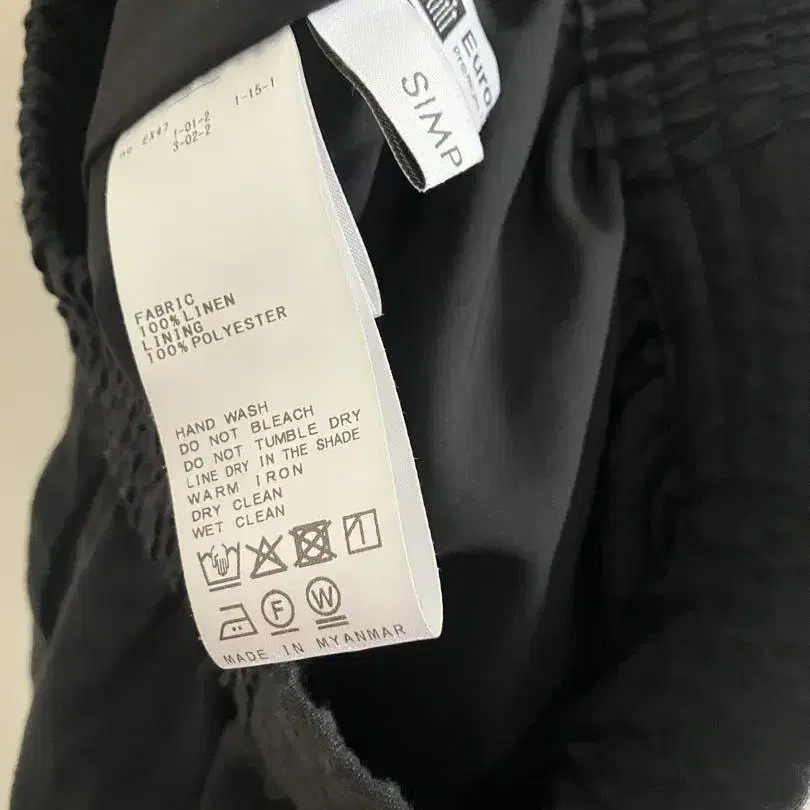 Euro
SIMP
1-15-1
EX47
1-01-2
3-02-2
FABRIC
100%LINEN
LINING
100%POLYESTER
HAND WASH
DO NOT BLEACH
DO NOT TUMBLE DRY
LINE DRY IN THE SHADE
WARM IRON
DRY CLEAN
WET CLEAN
F
W
MADE IN MYANMAR